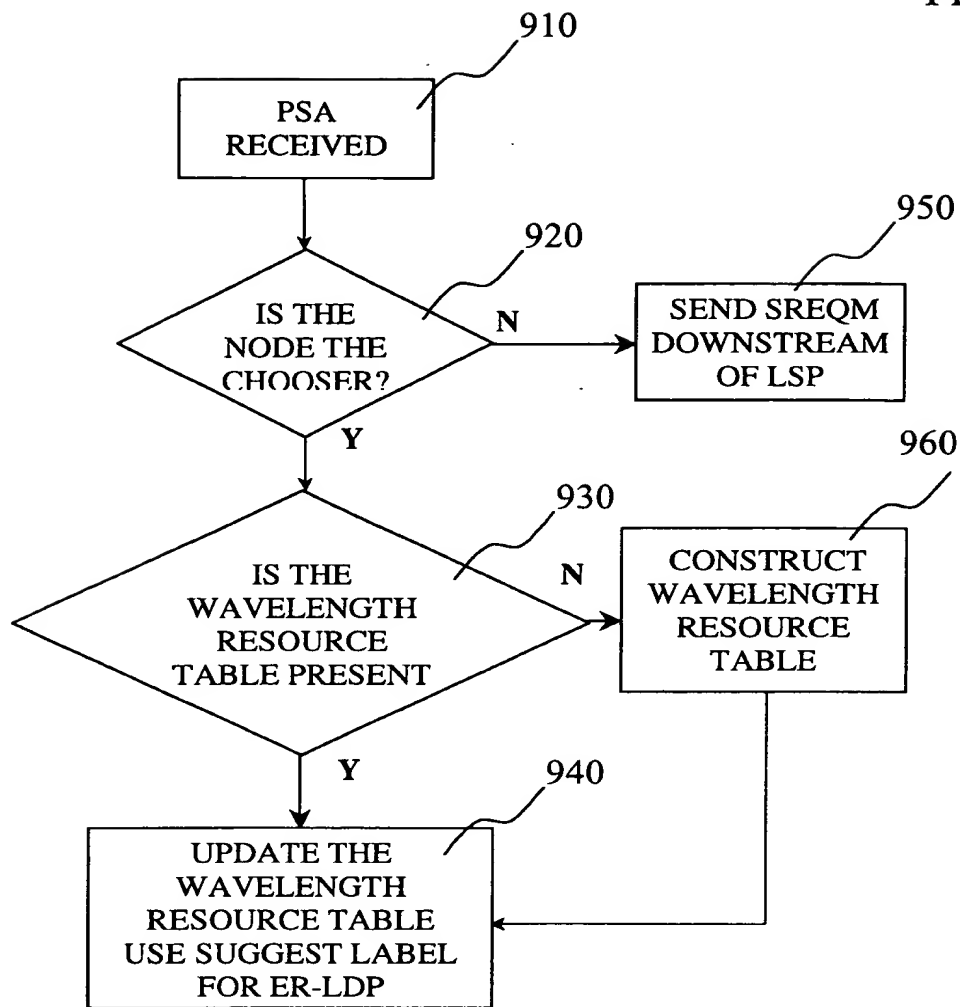 910
PSA
RECEIVED
920
IS THE
NODE THE
CHOOSER?
N
950
SEND SREQM
DOWNSTREAM
OF LSP
Y
930
IS THE
WAVELENGTH
RESOURCE
TABLE PRESENT
N
960
CONSTRUCT
WAVELENGTH
RESOURCE
TABLE
Y
940
UPDATE THE
WAVELENGTH
RESOURCE TABLE
USE SUGGEST LABEL
FOR ER-LDP